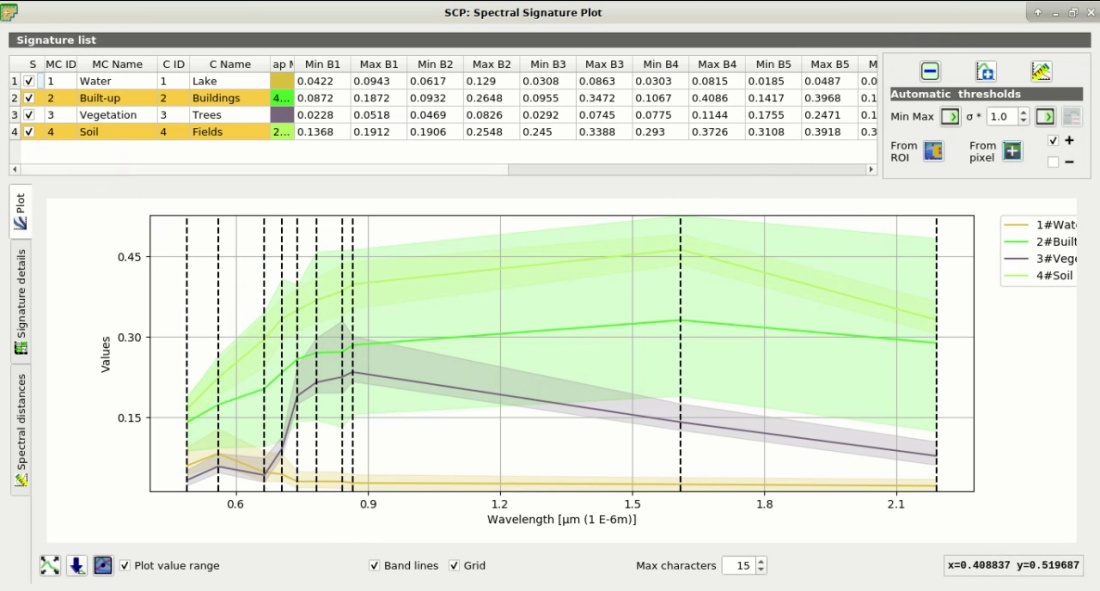 SCP: Spectral Signature Plot
Signature list
S MC ID MC Name C ID C Name ap M Min B1 Max B1 Min B2 Max B2 Min B3 Max B3 Min B4 Max B4 Min B5 Max B5 M
1 1 Water 1 Lake 0.0422 0.0943 0.0617 0.129 0.0308 0.0863 0.0303 0.0815 0.0185 0.0487 0.0
2 2 Built-up 2 Buildings 4... 0.0872 0.1872 0.0932 0.2648 0.0955 0.3472 0.1067 0.4086 0.1417 0.3968 0.1
3 3 Vegetation 3 Trees 0.0228 0.0518 0.0469 0.0826 0.0292 0.0745 0.0775 0.1144 0.1755 0.2471 0.1
4 4 Soil 4 Fields 2... 0.1368 0.1912 0.1906 0.2548 0.245 0.3388 0.293 0.3726 0.3108 0.3918 0.3
Automatic thresholds
Min Max σ * 1.0
From ROI From pixel + −
Plot
Signature details
Spectral distances
Values
0.45
0.30
0.15
0.6 0.9 1.2 1.5 1.8 2.1
Wavelength [μm (1 E-6m)]
1#Wate
2#Built
3#Vege
4#Soil
Plot value range Band lines Grid Max characters 15 x=0.408837 y=0.519687